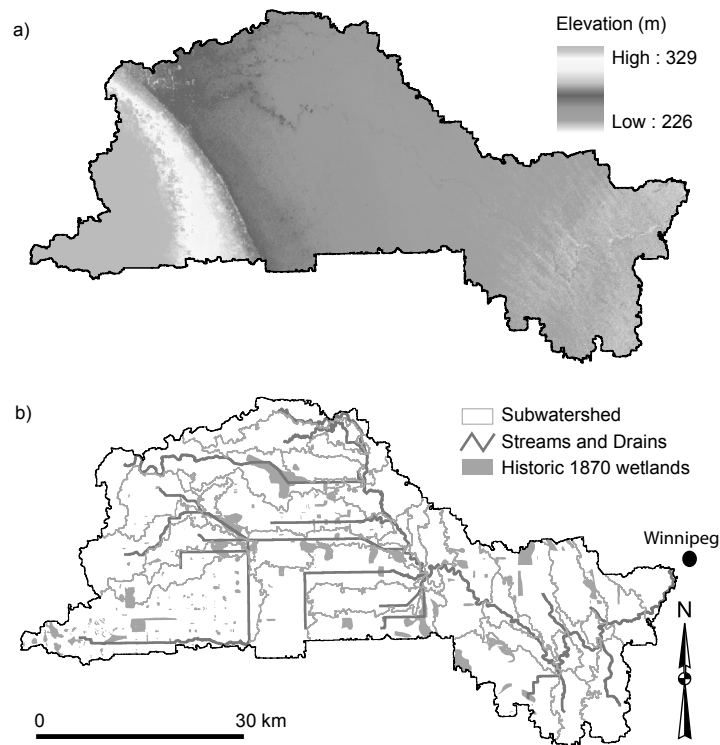 a)
Elevation (m)
High : 329
Low : 226
b)
Subwatershed
Streams and Drains
Historic 1870 wetlands
Winnipeg
N
0 30 km